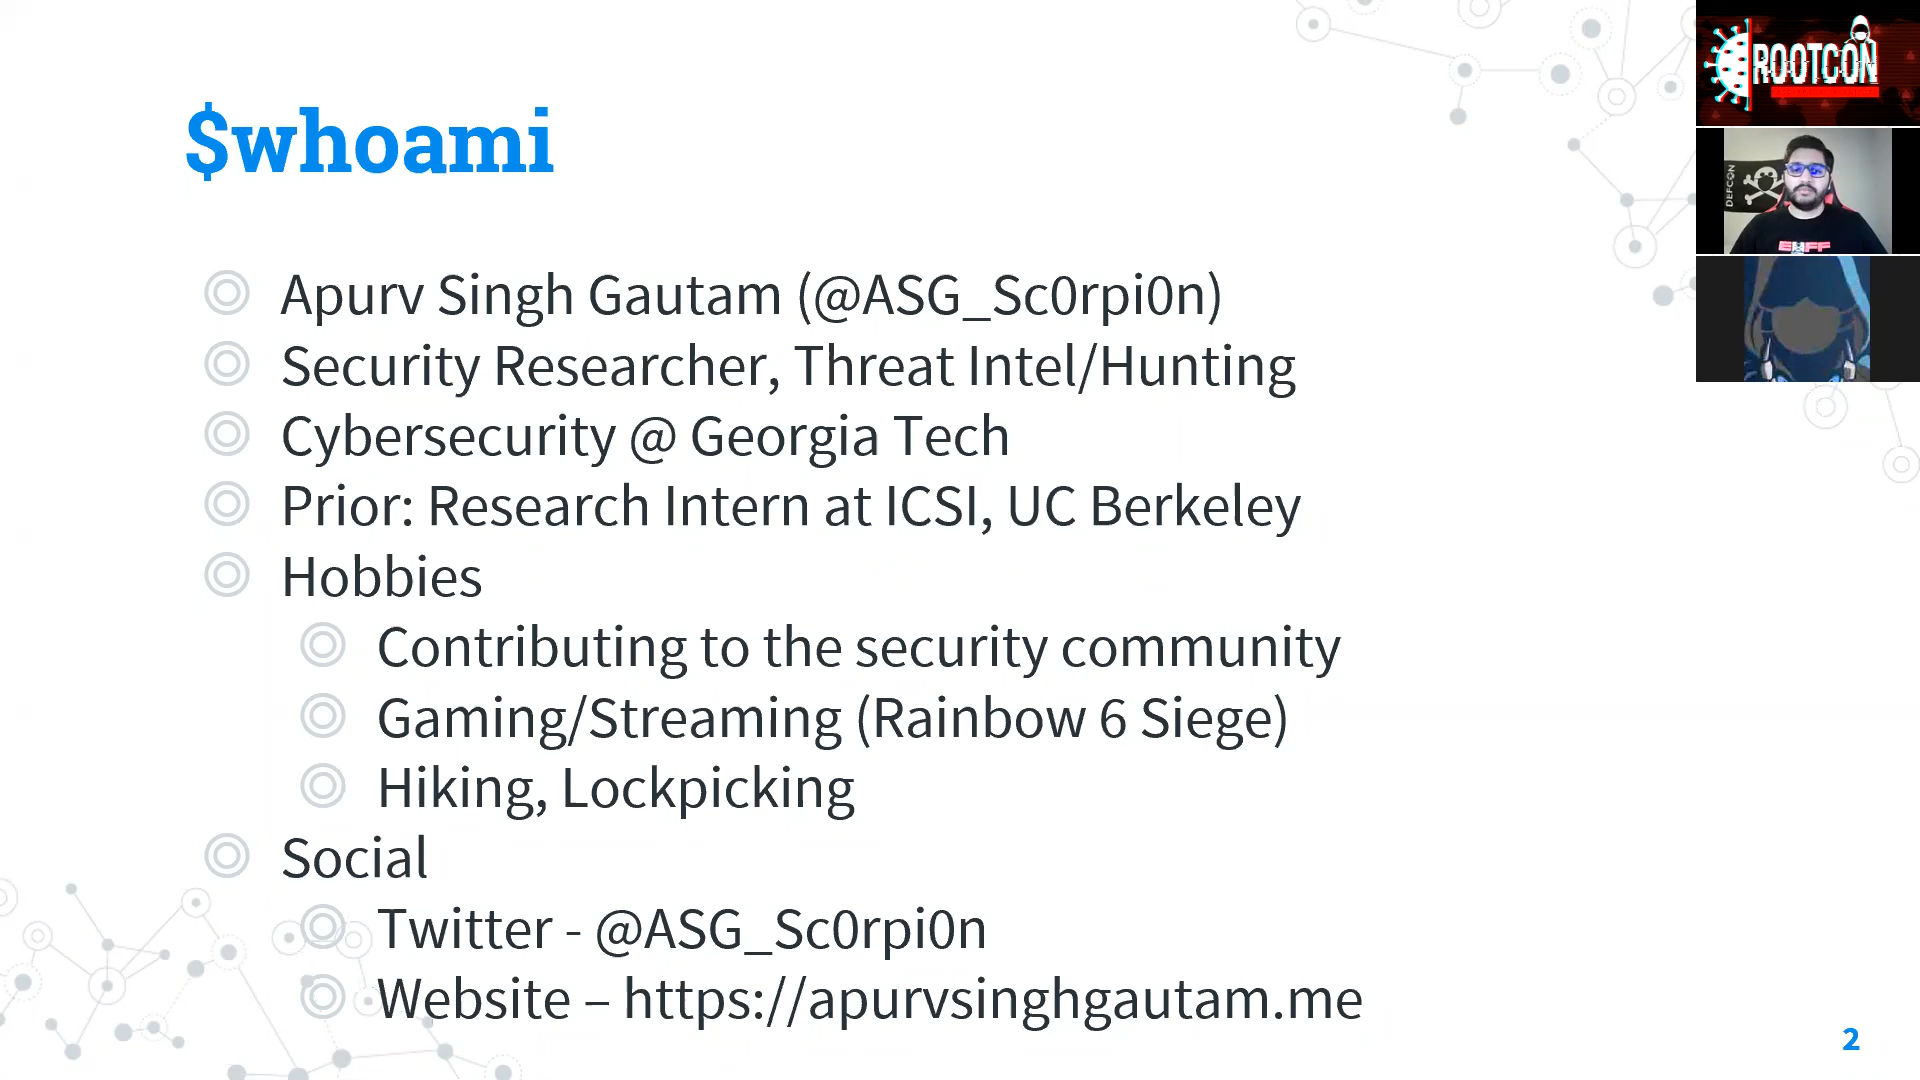 $whoami
Apurv Singh Gautam (@ASG_Sc0rpi0n)
Security Researcher, Threat Intel/Hunting
Cybersecurity @ Georgia Tech
Prior: Research Intern at ICSI, UC Berkeley
Hobbies
Contributing to the security community
Gaming/Streaming (Rainbow 6 Siege)
Hiking, Lockpicking
Social
Twitter - @ASG_Sc0rpi0n
Website – https://apurvsinghgautam.me
2
ROOTCON
DEFCON